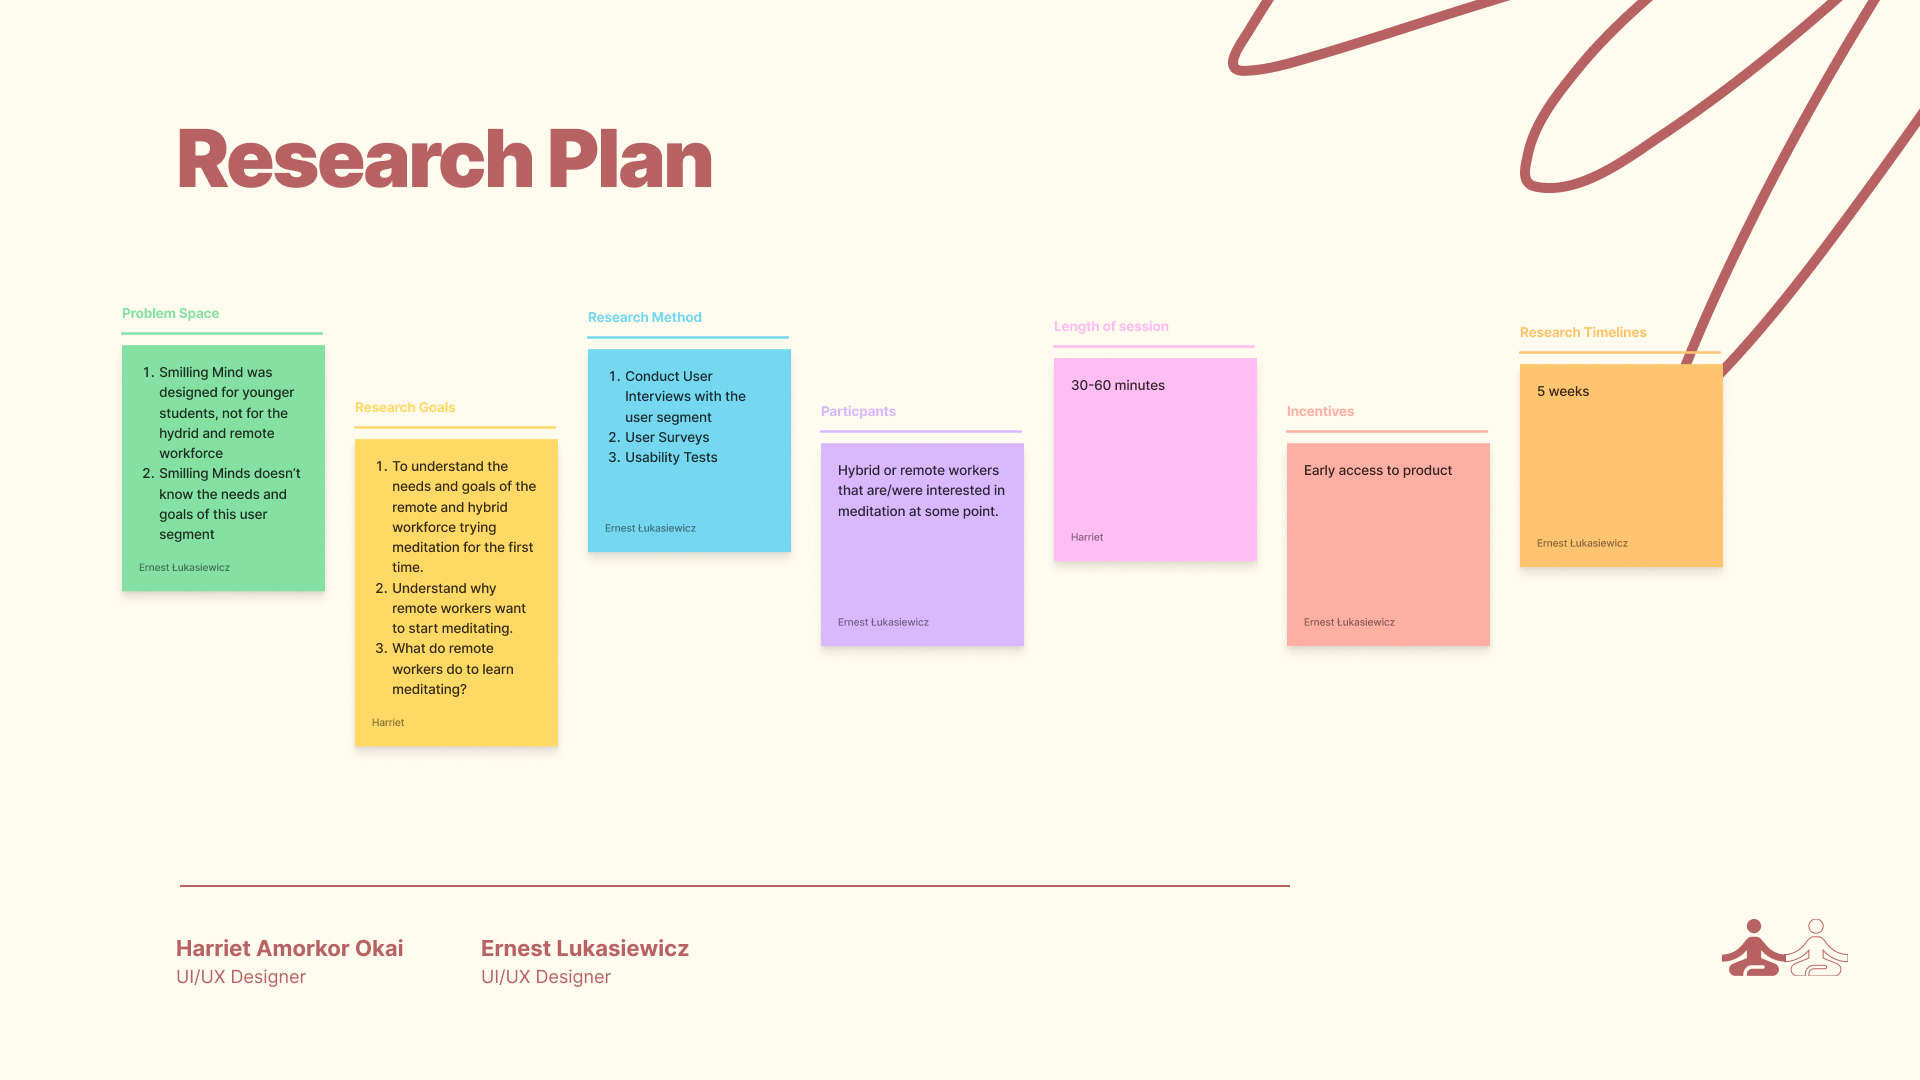 Research Plan
Problem Space
1. Smilling Mind was
designed for younger
students, not for the
hydrid and remote
workforce
2. Smilling Minds doesn't
know the needs and
goals of this user
segment
Ernest Łukasiewicz
Research Goals
1. To understand the
needs and goals of the
remote and hybrid
workforce trying
meditation for the first
time.
2. Understand why
remote workers want
to start meditating.
3. What do remote
workers do to learn
meditating?
Harriet
Research Method
1. Conduct User
Interviews with the
user segment
2. User Surveys
3. Usability Tests
Ernest Łukasiewicz
Particpants
Hybrid or remote workers
that are/were interested in
meditation at some point.
Ernest Łukasiewicz
Length of session
30-60 minutes
Harriet
Incentives
Early access to product
Ernest Łukasiewicz
Research Timelines
5 weeks
Ernest Łukasiewicz
Harriet Amorkor Okai
UI/UX Designer
Ernest Lukasiewicz
UI/UX Designer